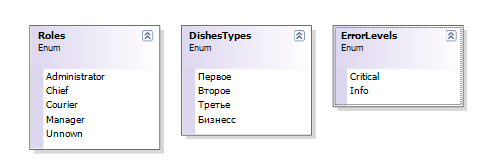 Roles
Enum
Administrator
Chief
Courier
Manager
Unnown
DishesTypes
Enum
Первое
Второе
Третье
Бизнесс
ErrorLevels
Enum
Critical
Info